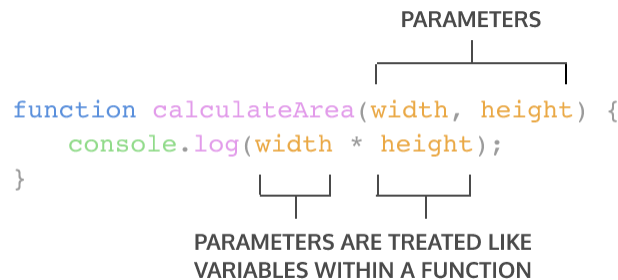 PARAMETERS
function calculateArea(width, height) {
    console.log(width * height);
}
PARAMETERS ARE TREATED LIKE
VARIABLES WITHIN A FUNCTION